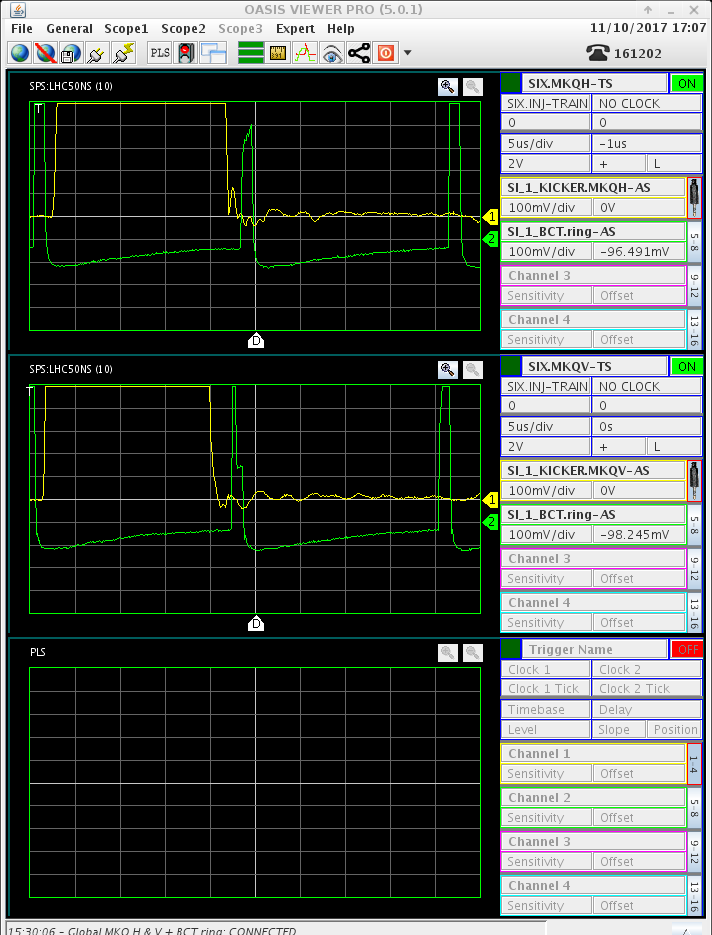 OASIS VIEWER PRO (5.0.1)
File General Scope1 Scope2 Scope3 Expert Help 11/10/2017 17:07
PLS 161202
SPS:LHC50NS (10)
T
1
2
D
SIX.MKQH-TS ON
SIX.INJ-TRAIN NO CLOCK
0 0
5us/div -1us
2V + L
SI_1_KICKER.MKQH-AS
100mV/div 0V
SI_1_BCT.ring-AS
100mV/div -96.491mV
5-8
Channel 3
Sensitivity Offset
9-12
Channel 4
Sensitivity Offset
13-16
SPS:LHC50NS (10)
T
1
2
D
SIX.MKQV-TS ON
SIX.INJ-TRAIN NO CLOCK
0 0
5us/div 0s
2V + L
SI_1_KICKER.MKQV-AS
100mV/div 0V
SI_1_BCT.ring-AS
100mV/div -98.245mV
5-8
Channel 3
Sensitivity Offset
9-12
Channel 4
Sensitivity Offset
13-16
PLS
Trigger Name OFF
Clock 1 Clock 2
Clock 1 Tick Clock 2 Tick
Timebase Delay
Level Slope Position
Channel 1
Sensitivity Offset
1-4
Channel 2
Sensitivity Offset
5-8
Channel 3
Sensitivity Offset
9-12
Channel 4
Sensitivity Offset
13-16
15:30:06 - Global MKQ H & V + BCT ring: CONNECTED